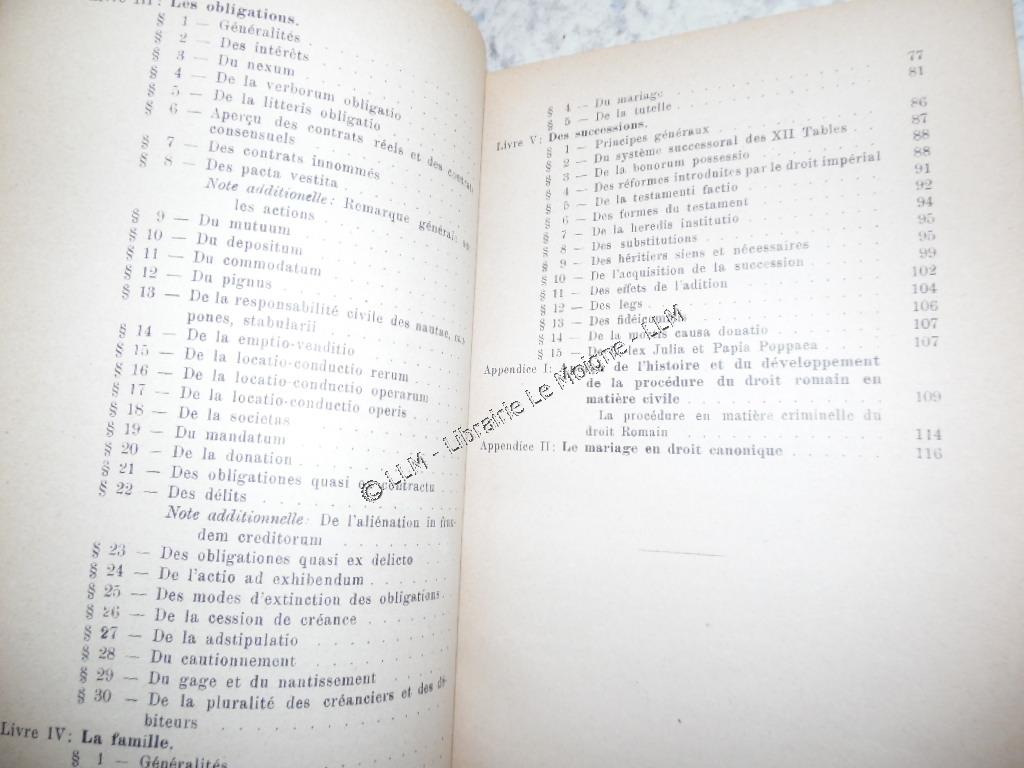 Livre III: Les obligations.
§ 1 — Généralités
§ 2 — Des intérêts
§ 3 — Du nexum
§ 4 — De la verborum obligatio
§ 5 — De la litteris obligatio
§ 6 — Aperçu des contrats réels et des contrats
consensuels
§ 7 — Des contrats innommés
§ 8 — Des pacta vestita
Note additionelle: Remarque générale
les actions
§ 9 — Du mutuum
§ 10 — Du depositum
§ 11 — Du commodatum
§ 12 — Du pignus
§ 13 — De la responsabilité civile des nautae,
pones, stabularii
§ 14 — De la emptio-venditio
§ 15 — De la locatio-conductio rerum
§ 16 — De la locatio-conductio operarum
§ 17 — De la locatio-conductio operis
§ 18 — De la societas
§ 19 — Du mandatum
§ 20 — De la donation
§ 21 — Des obligationes quasi ex contractu
§ 22 — Des délits
Note additionnelle: De l'aliénation in frau-
dem creditorum
§ 23 — Des obligationes quasi ex delicto
§ 24 — De l'actio ad exhibendum
§ 25 — Des modes d'extinction des obligations
§ 26 — De la cession de créance
§ 27 — De la adstipulatio
§ 28 — Du cautionnement
§ 29 — Du gage et du nantissement
§ 30 — De la pluralité des créanciers et des dé-
biteurs
Livre IV: La famille.
§ 1 — Généralités
§ 4 — Du mariage 77
§ 5 — De la tutelle 81
Livre V: Des successions.
§ 1 — Principes généraux 86
§ 2 — Du système successoral des XII Tables 87
§ 3 — De la bonorum possessio 88
§ 4 — Des réformes introduites par le droit impérial 88
§ 5 — De la testamenti factio 91
§ 6 — Des formes du testament 92
§ 7 — De la heredis institutio 94
§ 8 — Des substitutions 95
§ 9 — Des héritiers siens et nécessaires 95
§ 10 — De l'acquisition de la succession 99
§ 11 — Des effets de l'adition 102
§ 12 — Des legs 104
§ 13 — Des fidéicommis 106
§ 14 — De la mortis causa donatio 107
§ 15 — De la lex Julia et Papia Poppaea 107
Appendice I: de l'histoire et du développement
de la procédure du droit romain en
matière civile 109
La procédure en matière criminelle du
droit Romain 114
Appendice II: Le mariage en droit canonique 116
© LLM - Librairie Le Moigne, LLM